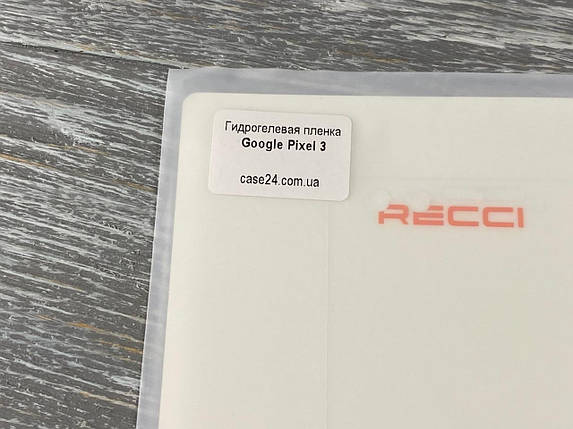 Гидрогелевая пленка
Google Pixel 3
case24.com.ua
RECCI